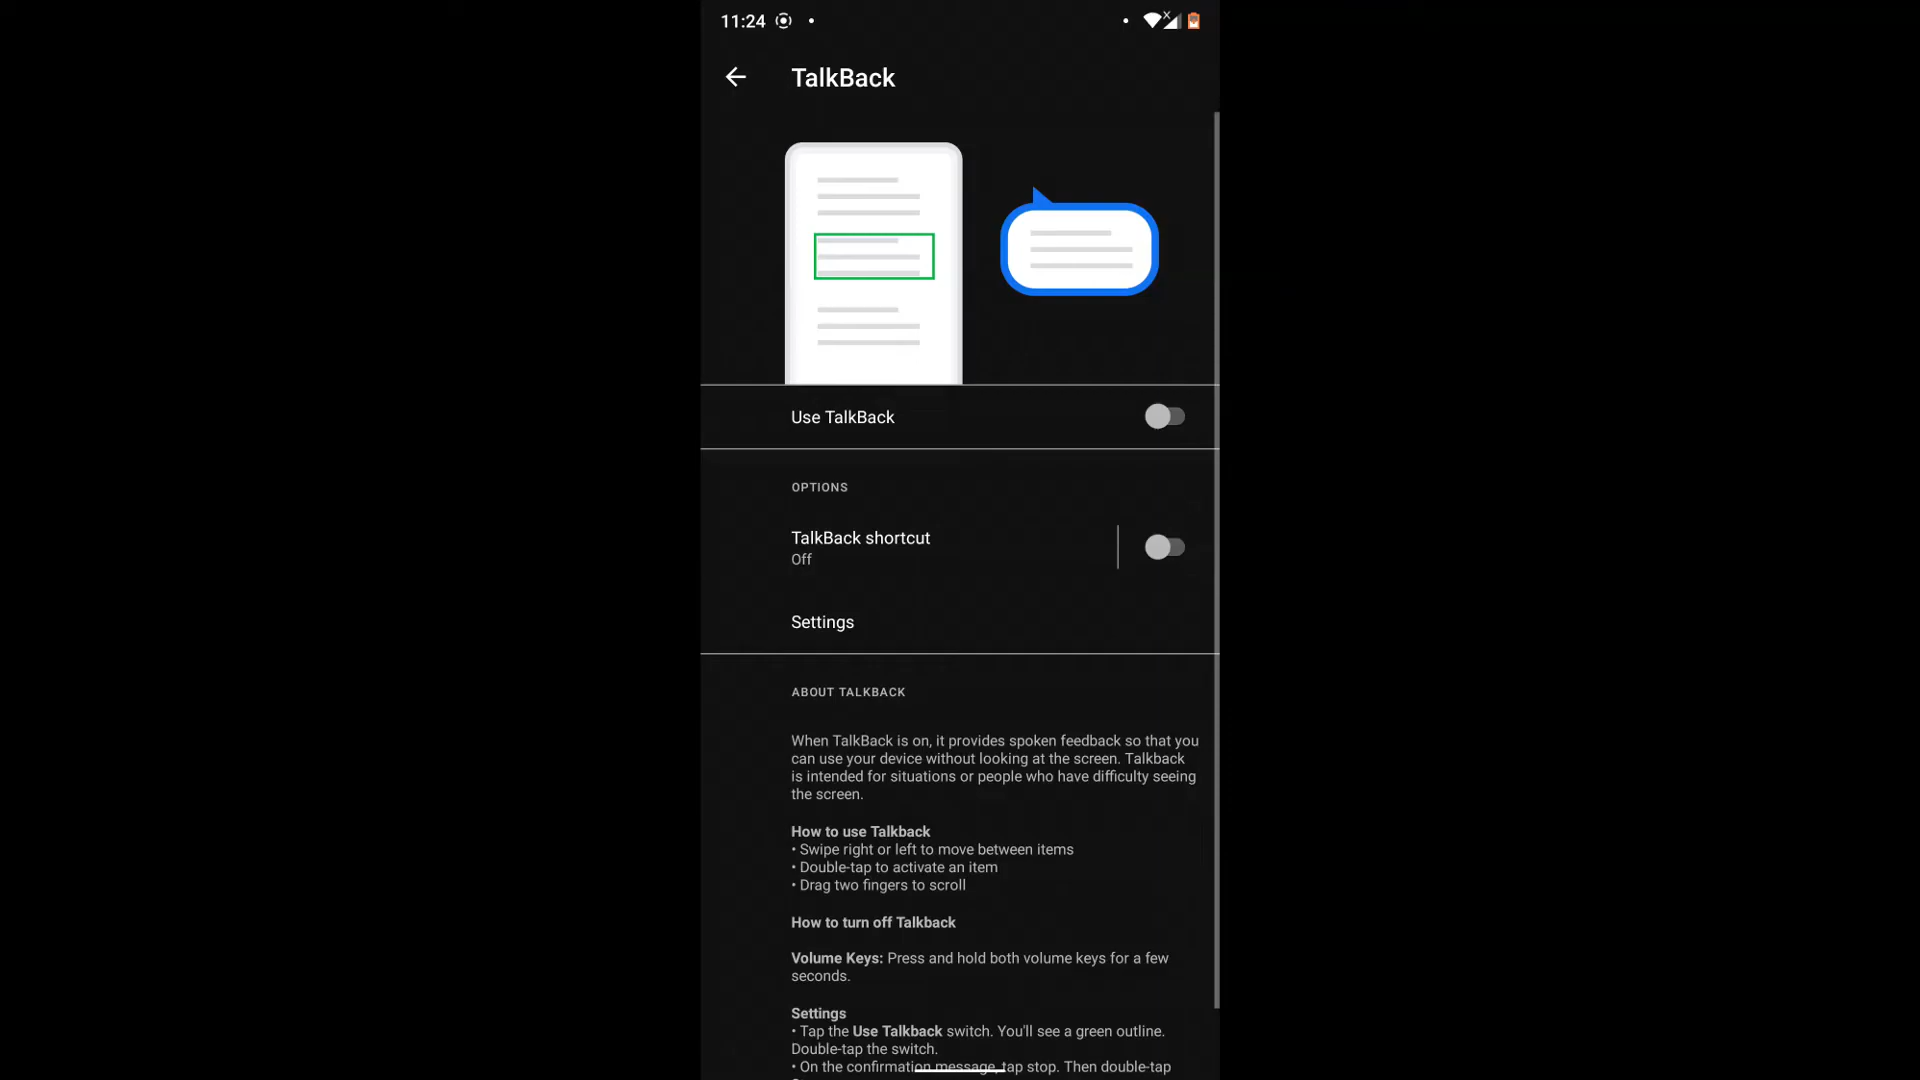 11:24
TalkBack
Use TalkBack
OPTIONS
TalkBack shortcut
Off
Settings
ABOUT TALKBACK
When TalkBack is on, it provides spoken feedback so that you
can use your device without looking at the screen. Talkback
is intended for situations or people who have difficulty seeing
the screen.
How to use Talkback
• Swipe right or left to move between items
• Double-tap to activate an item
• Drag two fingers to scroll
How to turn off Talkback
Volume Keys: Press and hold both volume keys for a few
seconds.
Settings
• Tap the Use Talkback switch. You'll see a green outline.
Double-tap the switch.
• On the confirmation message, tap stop. Then double-tap